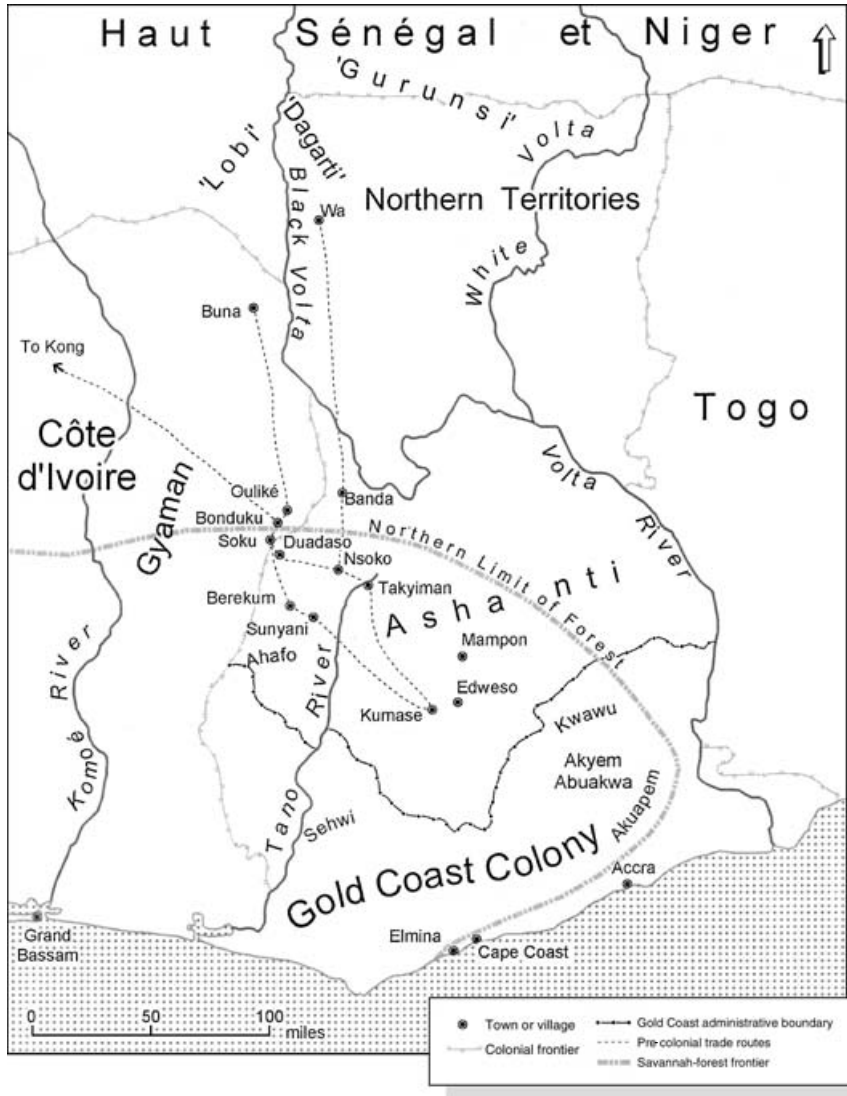 Haut Sénégal et Niger
'Gurunsi'
'Lobi'
'Dagarti'
Black Volta
Volta
White
Wa
Northern Territories
Buna
To Kong
Togo
Côte
d'Ivoire
Gyaman
Volta
River
Ouliké
Banda
Bonduku
Northern Limit of Forest
Soku
Duadaso
Nsoko
Takyiman
Ashanti
Berekum
Sunyani
Mampon
Ahafo
River
Edweso
Kumase
Kwawu
River
Komoé
Akyem
Abuakwa
Tano
Sehwi
Akuapem
Gold Coast Colony
Accra
Elmina
Cape Coast
Grand
Bassam
0 50 100
miles
Town or village
Colonial frontier
Gold Coast administrative boundary
Pre-colonial trade routes
Savannah-forest frontier